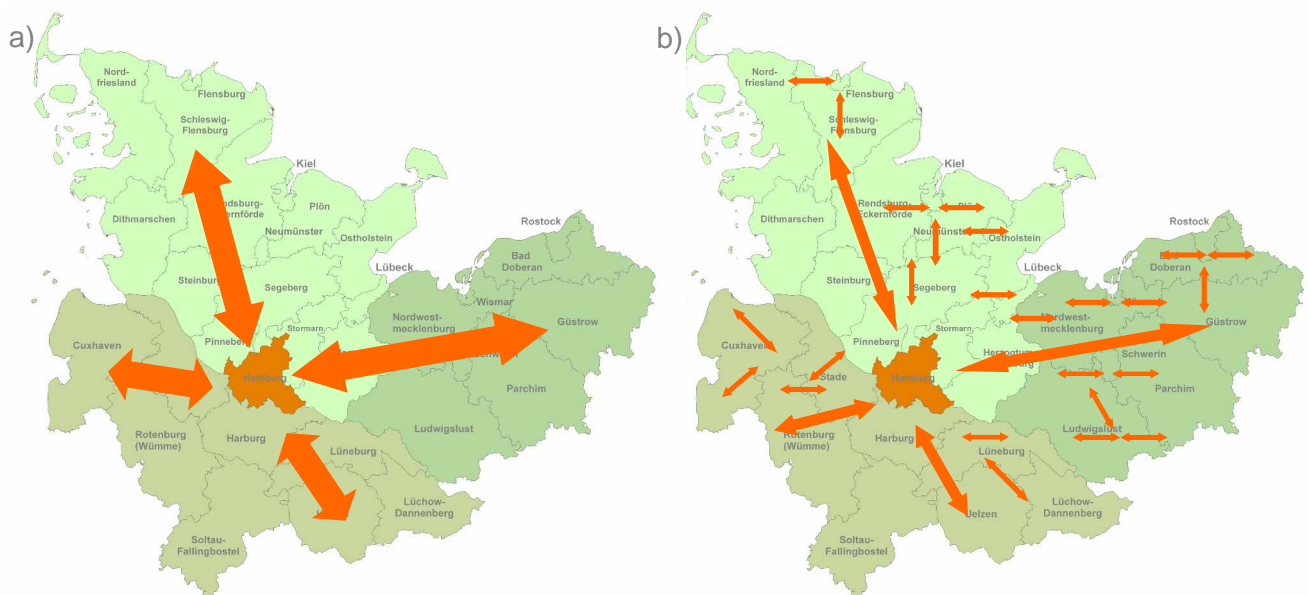 a)
Nord-
friesland
Flensburg
Schleswig-
Flensburg
Kiel
Plön
Dithmarschen
Neumünster
Ostholstein
Rostock
Bad
Doberan
Lübeck
Steinburg
Segeberg
Wismar
Nordwest-
mecklenburg
Güstrow
Stormarn
Pinneberg
Cuxhaven
Hamburg
Parchim
Rotenburg
(Wümme)
Harburg
Ludwigslust
Lüneburg
Lüchow-
Dannenberg
Soltau-
Fallingbostel
b)
Nord-
friesland
Flensburg
Schleswig-
Flensburg
Kiel
Rendsburg-
Eckernförde
Dithmarschen
Neumünster
Ostholstein
Rostock
Doberan
Lübeck
Steinburg
Segeberg
Nordwest-
mecklenburg
Güstrow
Stormarn
Pinneberg
Cuxhaven
Schwerin
Stade
Hamburg
Parchim
Rotenburg
(Wümme)
Harburg
Ludwigslust
Lüneburg
Lüchow-
Dannenberg
Uelzen
Soltau-
Fallingbostel